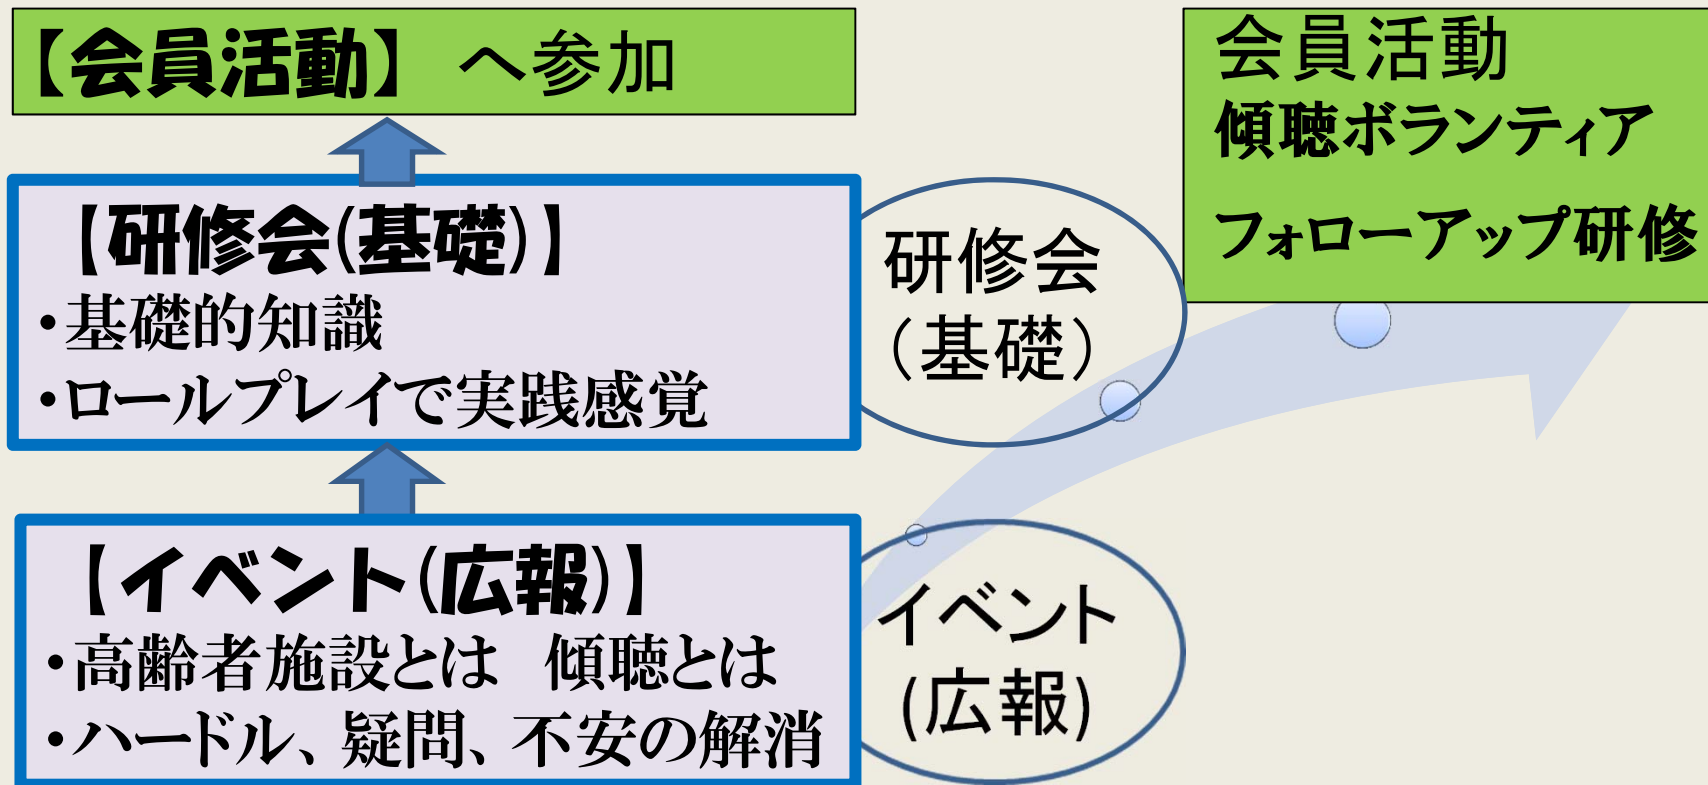 【会員活動】 へ参加
【研修会(基礎)】
・基礎的知識
・ロールプレイで実践感覚
【イベント(広報)】
・高齢者施設とは 傾聴とは
・ハードル、疑問、不安の解消
研修会
(基礎)
イベント
(広報)
会員活動
傾聴ボランティア
フォローアップ研修